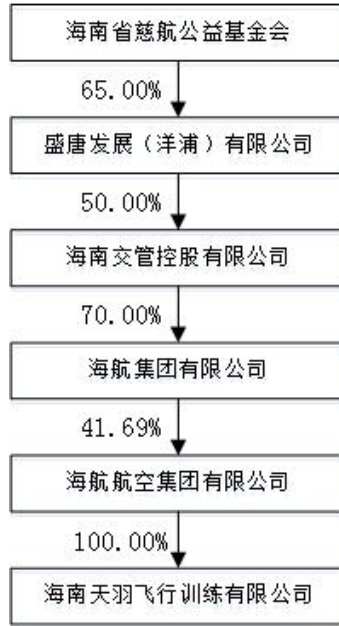 海南省慈航公益基金会
65.00%
盛唐发展（洋浦）有限公司
50.00%
海南交管控股有限公司
70.00%
海航集团有限公司
41.69%
海航航空集团有限公司
100.00%
海南天羽飞行训练有限公司